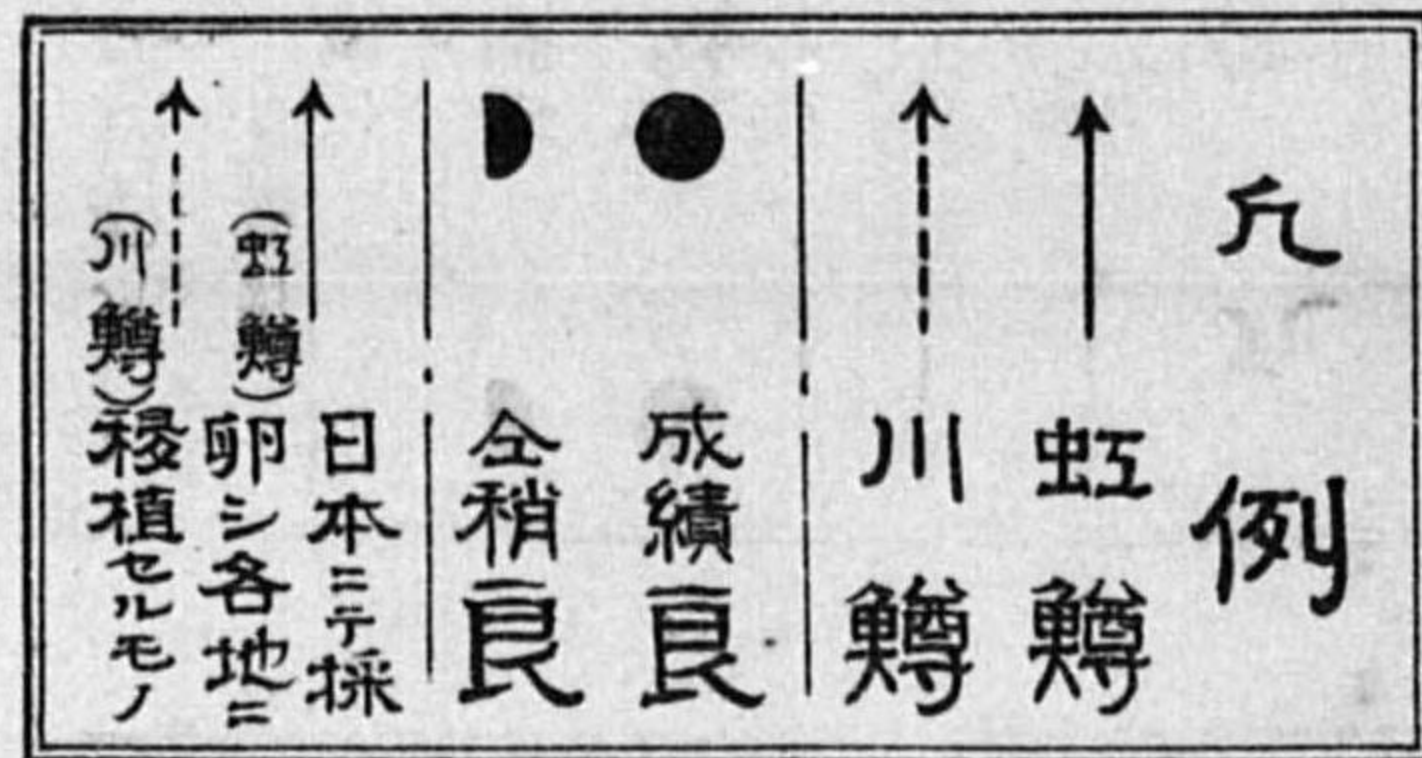 凡例
虹鱒
川鱒
成績良
仝稍良
(虹鱒)
(川鱒)
日本ニテ採
卵シ各地ニ
移植セルモノ